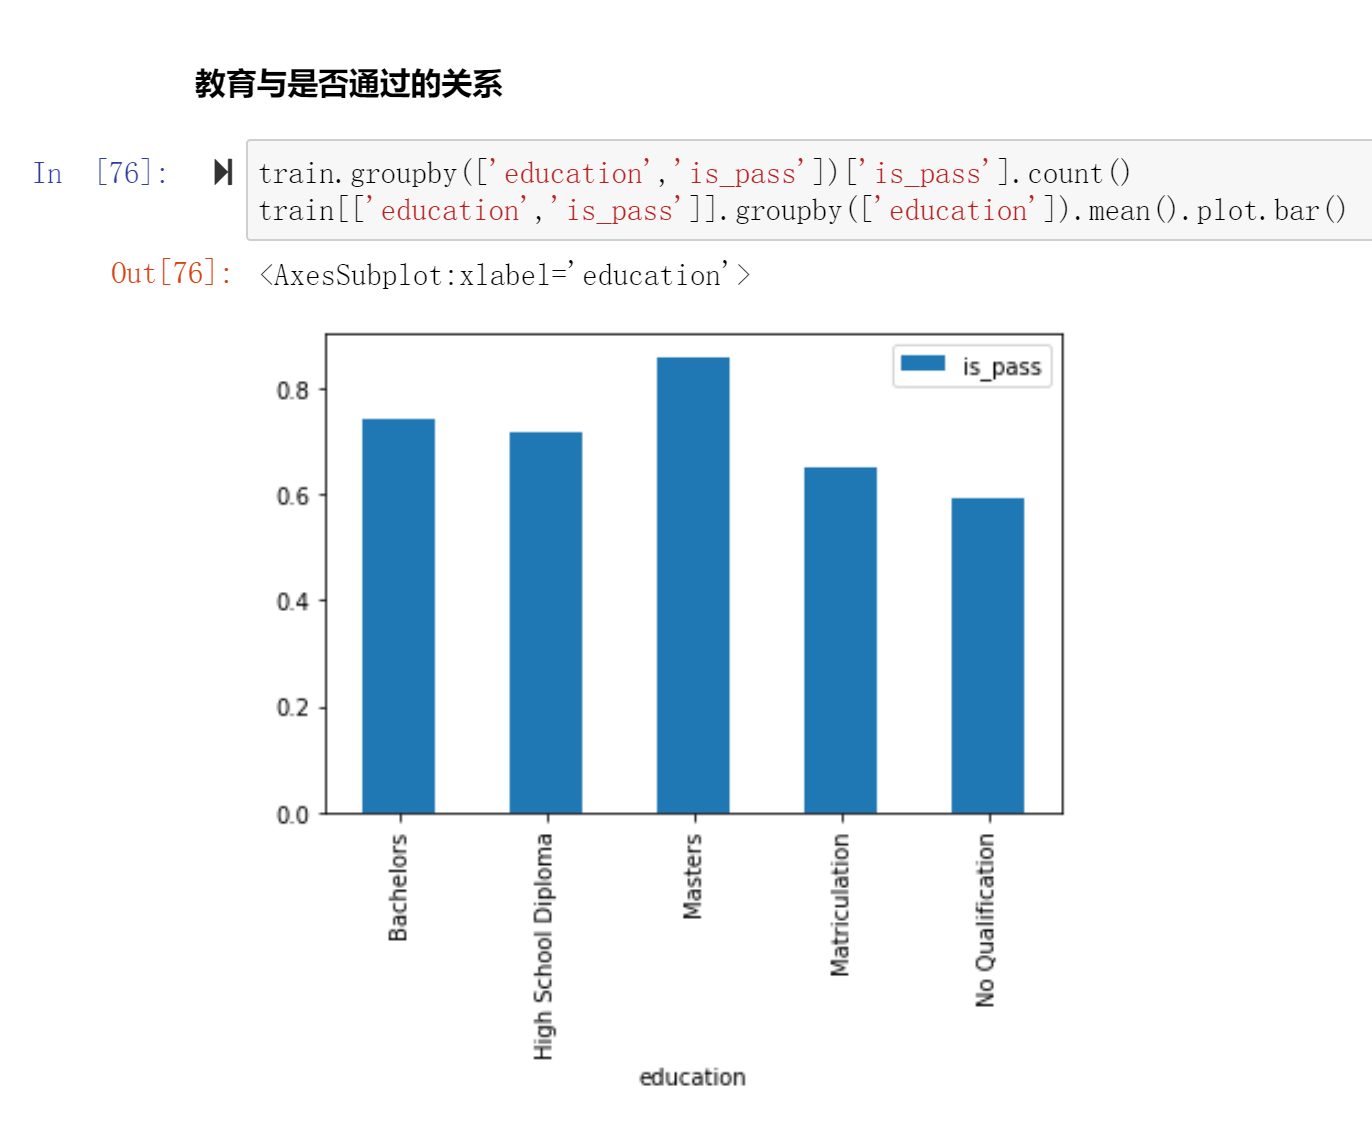 教育与是否通过的关系
In [76]:
train.groupby(['education','is_pass'])['is_pass'].count()
train[['education','is_pass']].groupby(['education']).mean().plot.bar()
Out[76]: <AxesSubplot:xlabel='education'>
is_pass
0.8
0.6
0.4
0.2
0.0
Bachelors
High School Diploma
Masters
Matriculation
No Qualification
education